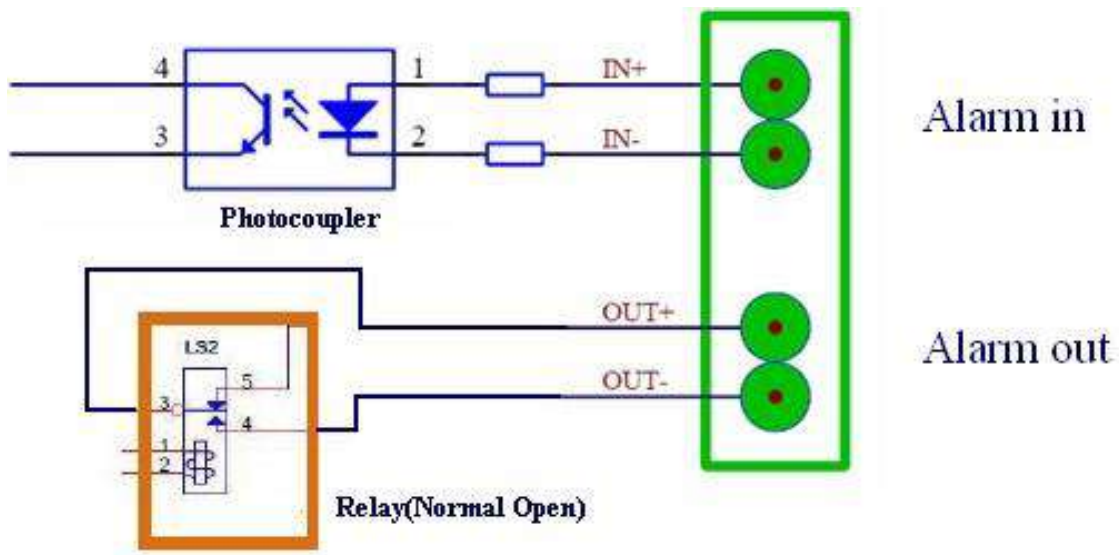 4
1
IN+
3
2
IN-
Alarm in
Photocoupler
OUT+
LS2
5
OUT-
Alarm out
3
4
1
2
Relay(Normal Open)